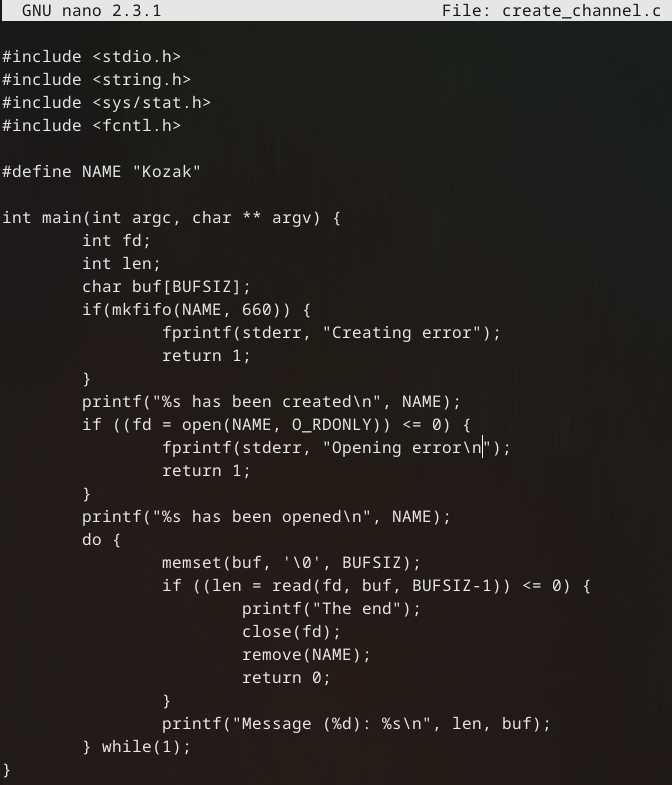 GNU nano 2.3.1 File: create_channel.c
#include <stdio.h>
#include <string.h>
#include <sys/stat.h>
#include <fcntl.h>
#define NAME "Kozak"
int main(int argc, char ** argv) {
int fd;
int len;
char buf[BUFSIZ];
if(mkfifo(NAME, 660)) {
fprintf(stderr, "Creating error");
return 1;
}
printf("%s has been created\n", NAME);
if ((fd = open(NAME, O_RDONLY)) <= 0) {
fprintf(stderr, "Opening error\n");
return 1;
}
printf("%s has been opened\n", NAME);
do {
memset(buf, '\0', BUFSIZ);
if ((len = read(fd, buf, BUFSIZ-1)) <= 0) {
printf("The end");
close(fd);
remove(NAME);
return 0;
}
printf("Message (%d): %s\n", len, buf);
} while(1);
}